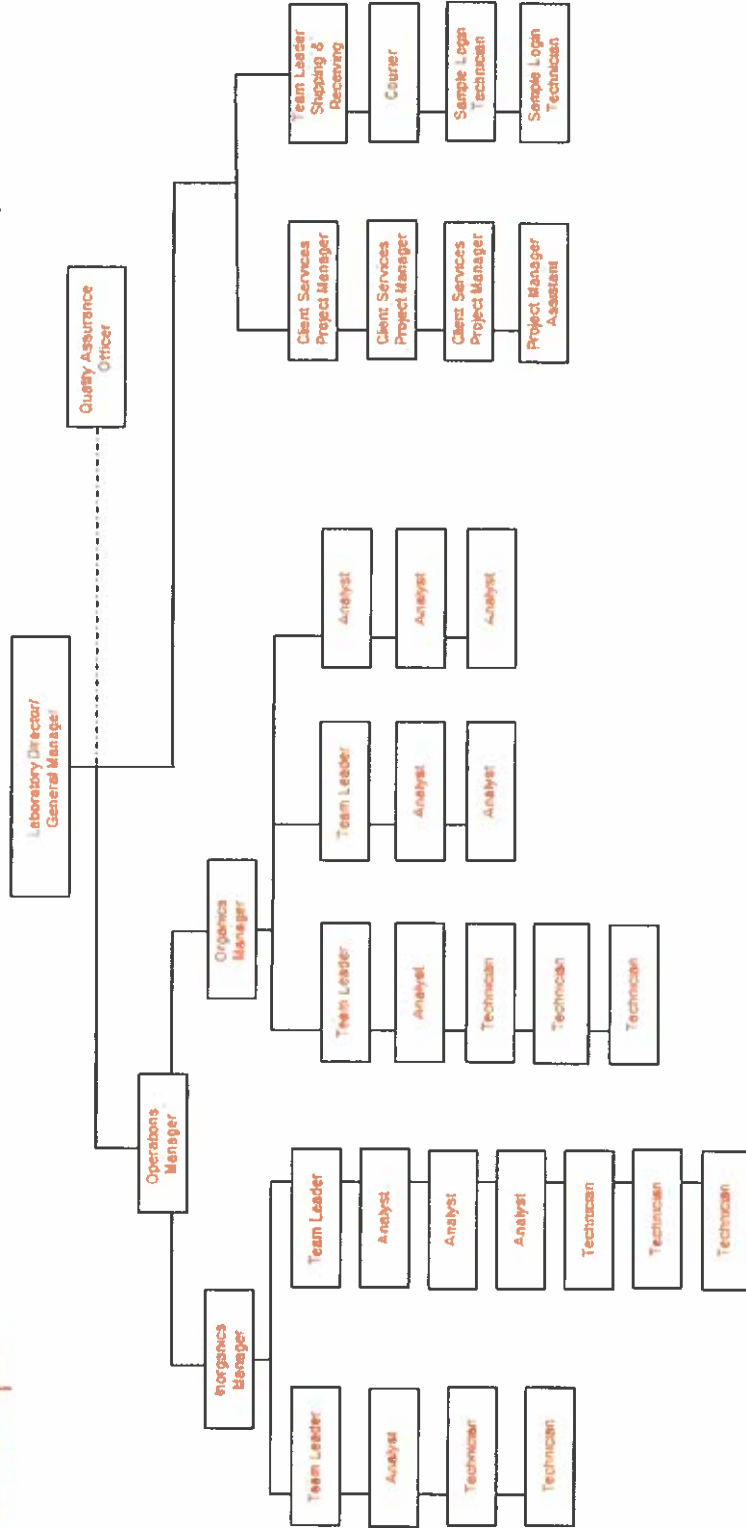 Laboratory Director/
General Manager
Quality Assurance
Officer
Operations
Manager
Inorganics
Manager
Organics
Manager
Team Leader
Analyst
Technician
Technician
Team Leader
Analyst
Analyst
Analyst
Technician
Technician
Technician
Team Leader
Analyst
Technician
Technician
Technician
Team Leader
Analyst
Analyst
Analyst
Analyst
Analyst
Client Services
Project Manager
Client Services
Project Manager
Client Services
Project Manager
Project Manager
Assistant
Team Leader
Shipping &
Receiving
Courier
Sample Login
Technician
Sample Login
Technician